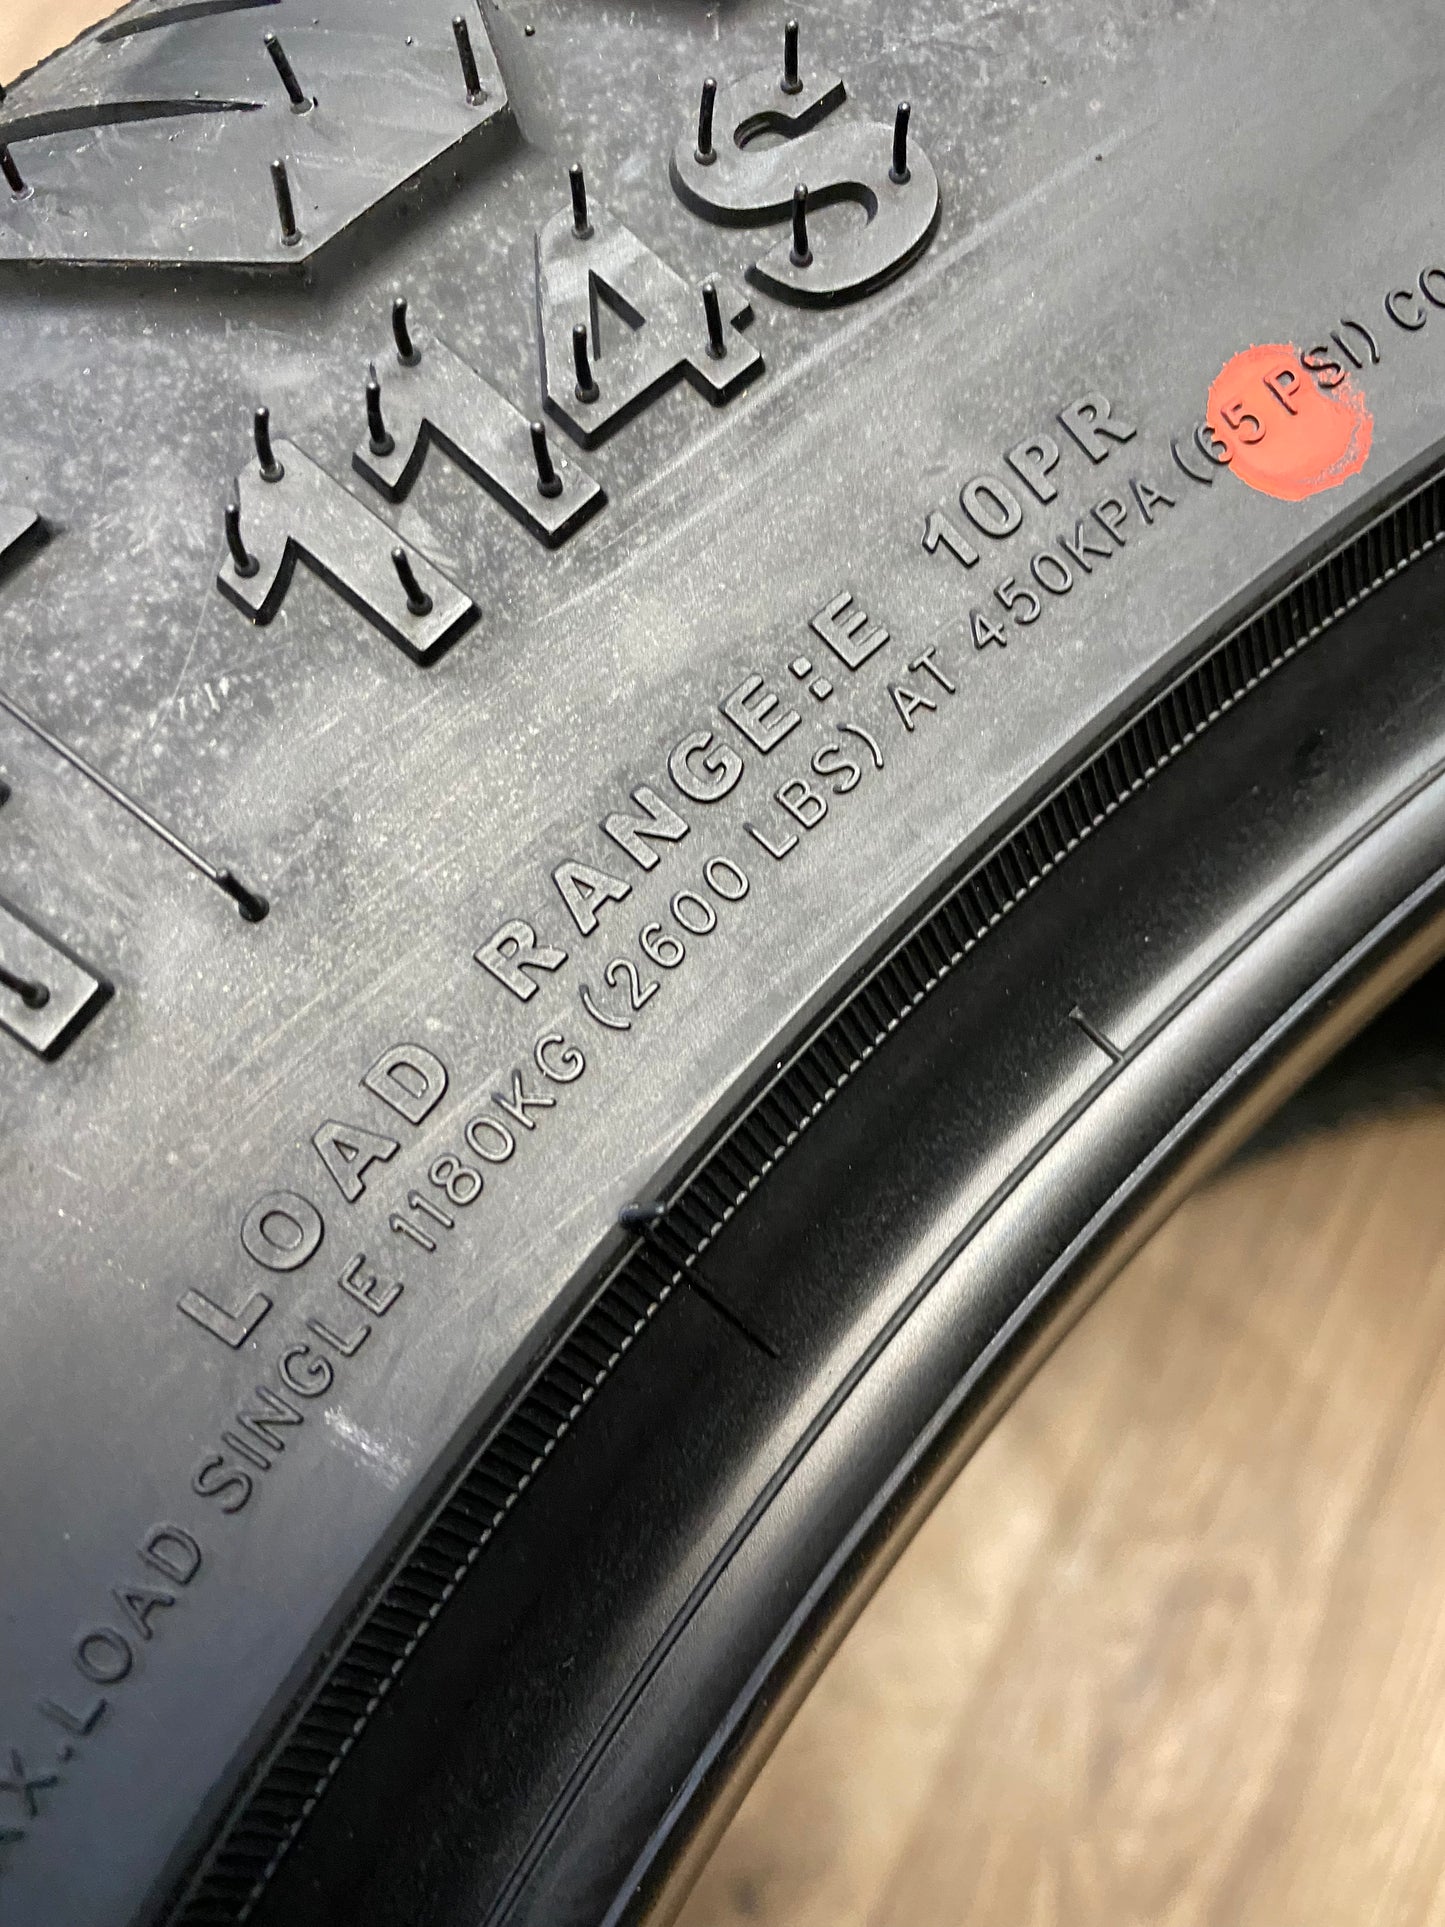 114S
LOAD RANGE:E 10PR
LOAD SINGLE 1180KG (2600 LBS) AT 450KPA (65 PSI)